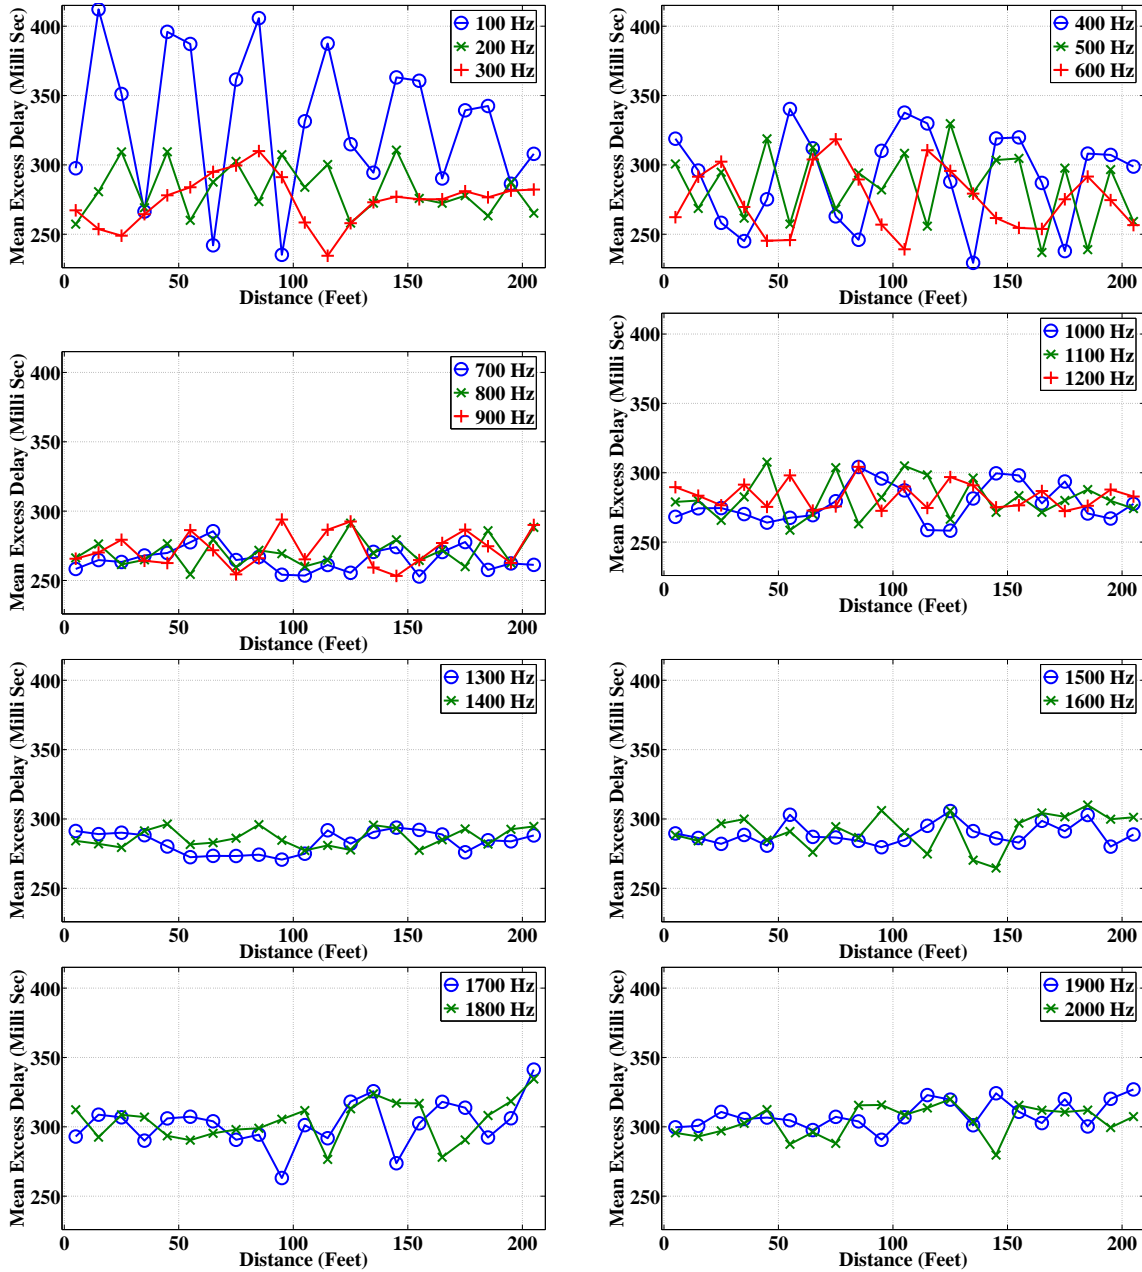 Mean Excess Delay (Milli Sec)
400
350
300
250
0 50 100 150 200
Distance (Feet)
100 Hz
200 Hz
300 Hz
Mean Excess Delay (Milli Sec)
400
350
300
250
0 50 100 150 200
Distance (Feet)
400 Hz
500 Hz
600 Hz
Mean Excess Delay (Milli Sec)
400
350
300
250
0 50 100 150 200
Distance (Feet)
700 Hz
800 Hz
900 Hz
Mean Excess Delay (Milli Sec)
400
350
300
250
0 50 100 150 200
Distance (Feet)
1000 Hz
1100 Hz
1200 Hz
Mean Excess Delay (Milli Sec)
400
350
300
250
0 50 100 150 200
Distance (Feet)
1300 Hz
1400 Hz
Mean Excess Delay (Milli Sec)
400
350
300
250
0 50 100 150 200
Distance (Feet)
1500 Hz
1600 Hz
Mean Excess Delay (Milli Sec)
400
350
300
250
0 50 100 150 200
Distance (Feet)
1700 Hz
1800 Hz
Mean Excess Delay (Milli Sec)
400
350
300
250
0 50 100 150 200
Distance (Feet)
1900 Hz
2000 Hz